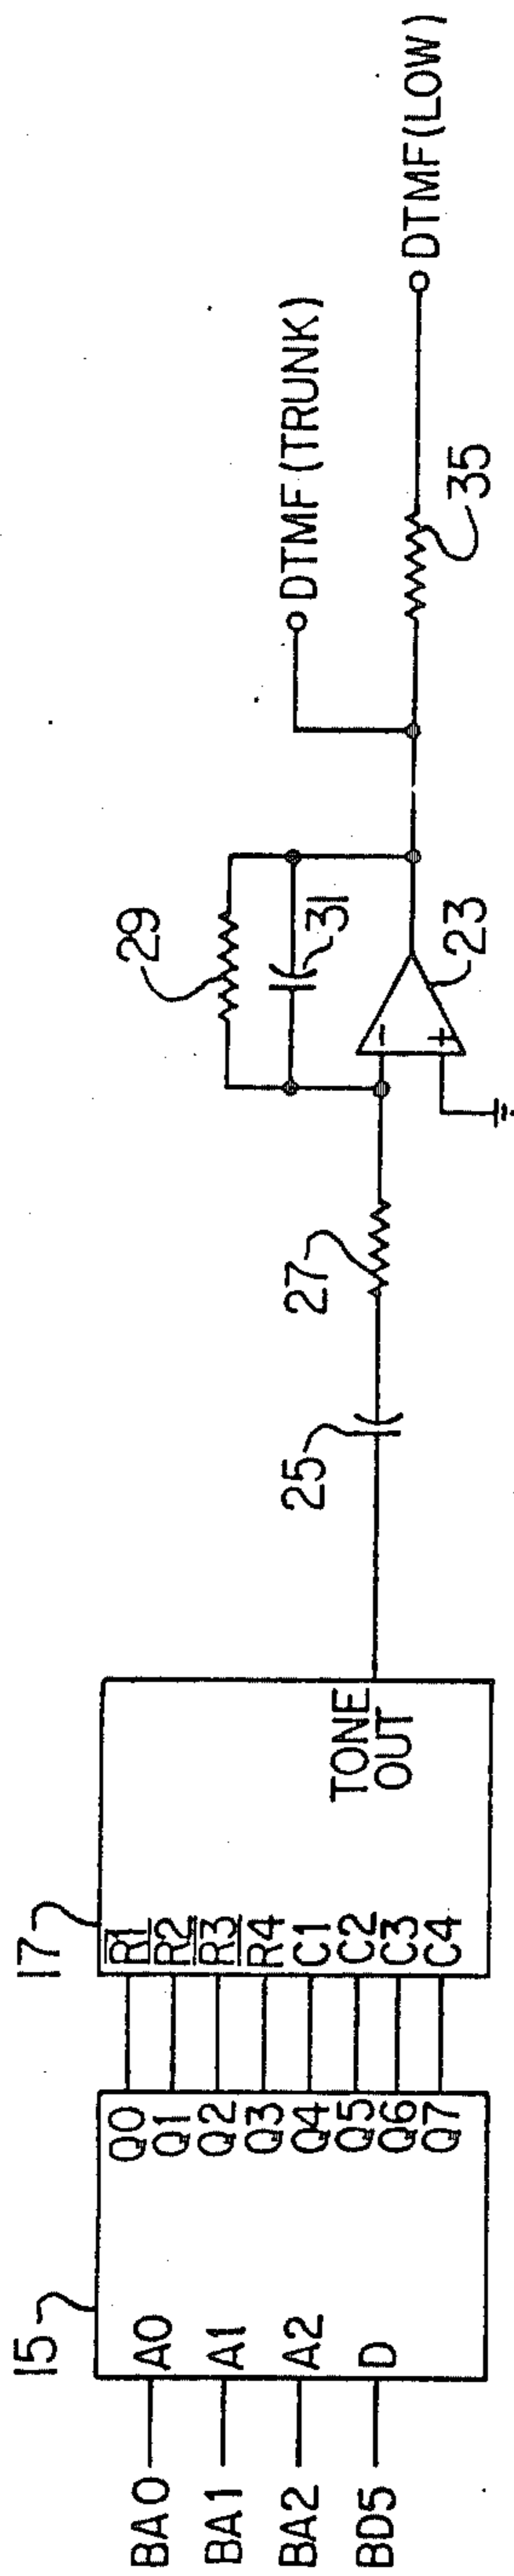 BA0
BA1
BA2
BD5
15
A0
A1
A2
D
Q0
Q1
Q2
Q3
Q4
Q5
Q6
Q7
17
R1
R2
R3
R4
C1
C2
C3
C4
TONE
OUT
25
27
29
31
-
+
23
DTMF (TRUNK)
35
DTMF (LOW)